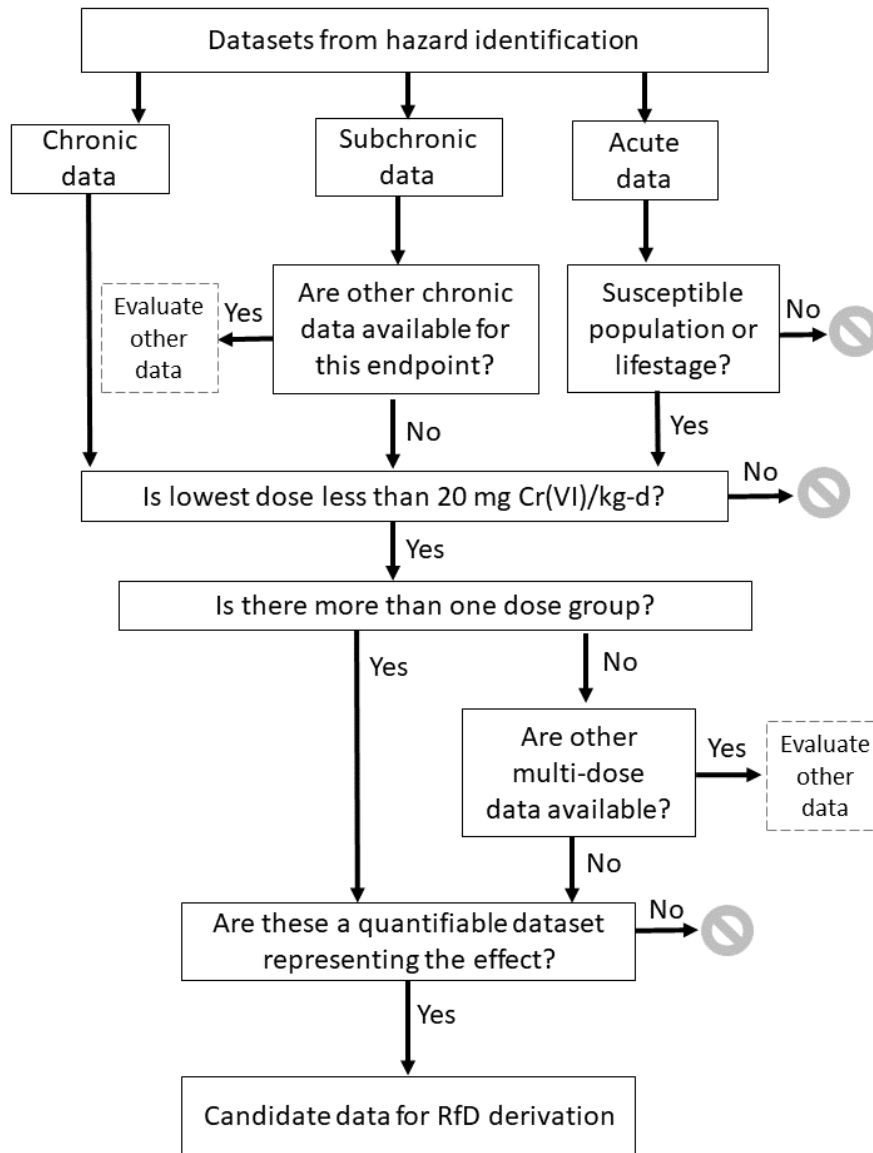 Datasets from hazard identification
Chronic
data
Subchronic
data
Acute
data
Evaluate
other
data
Yes
Are other chronic
data available for
this endpoint?
Susceptible
population or
lifestage?
No
No
Yes
Is lowest dose less than 20 mg Cr(VI)/kg-d?
No
Yes
Is there more than one dose group?
Yes
No
Are other
multi-dose
data available?
Yes
Evaluate
other
data
No
Are these a quantifiable dataset
representing the effect?
No
Yes
Candidate data for RfD derivation